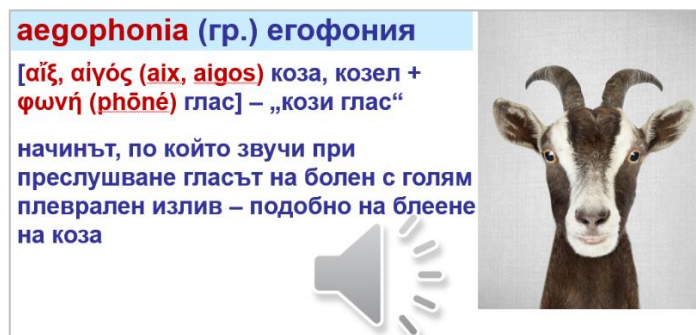 aegophonia (гр.) егофония
[αἴξ, αἰγός (aix, aigos) коза, козел +
φωνή (phōné) глас] – „кози глас“
начинът, по който звучи при
преслушване гласът на болен с голям
плеврален излив – подобно на блеене
на коза